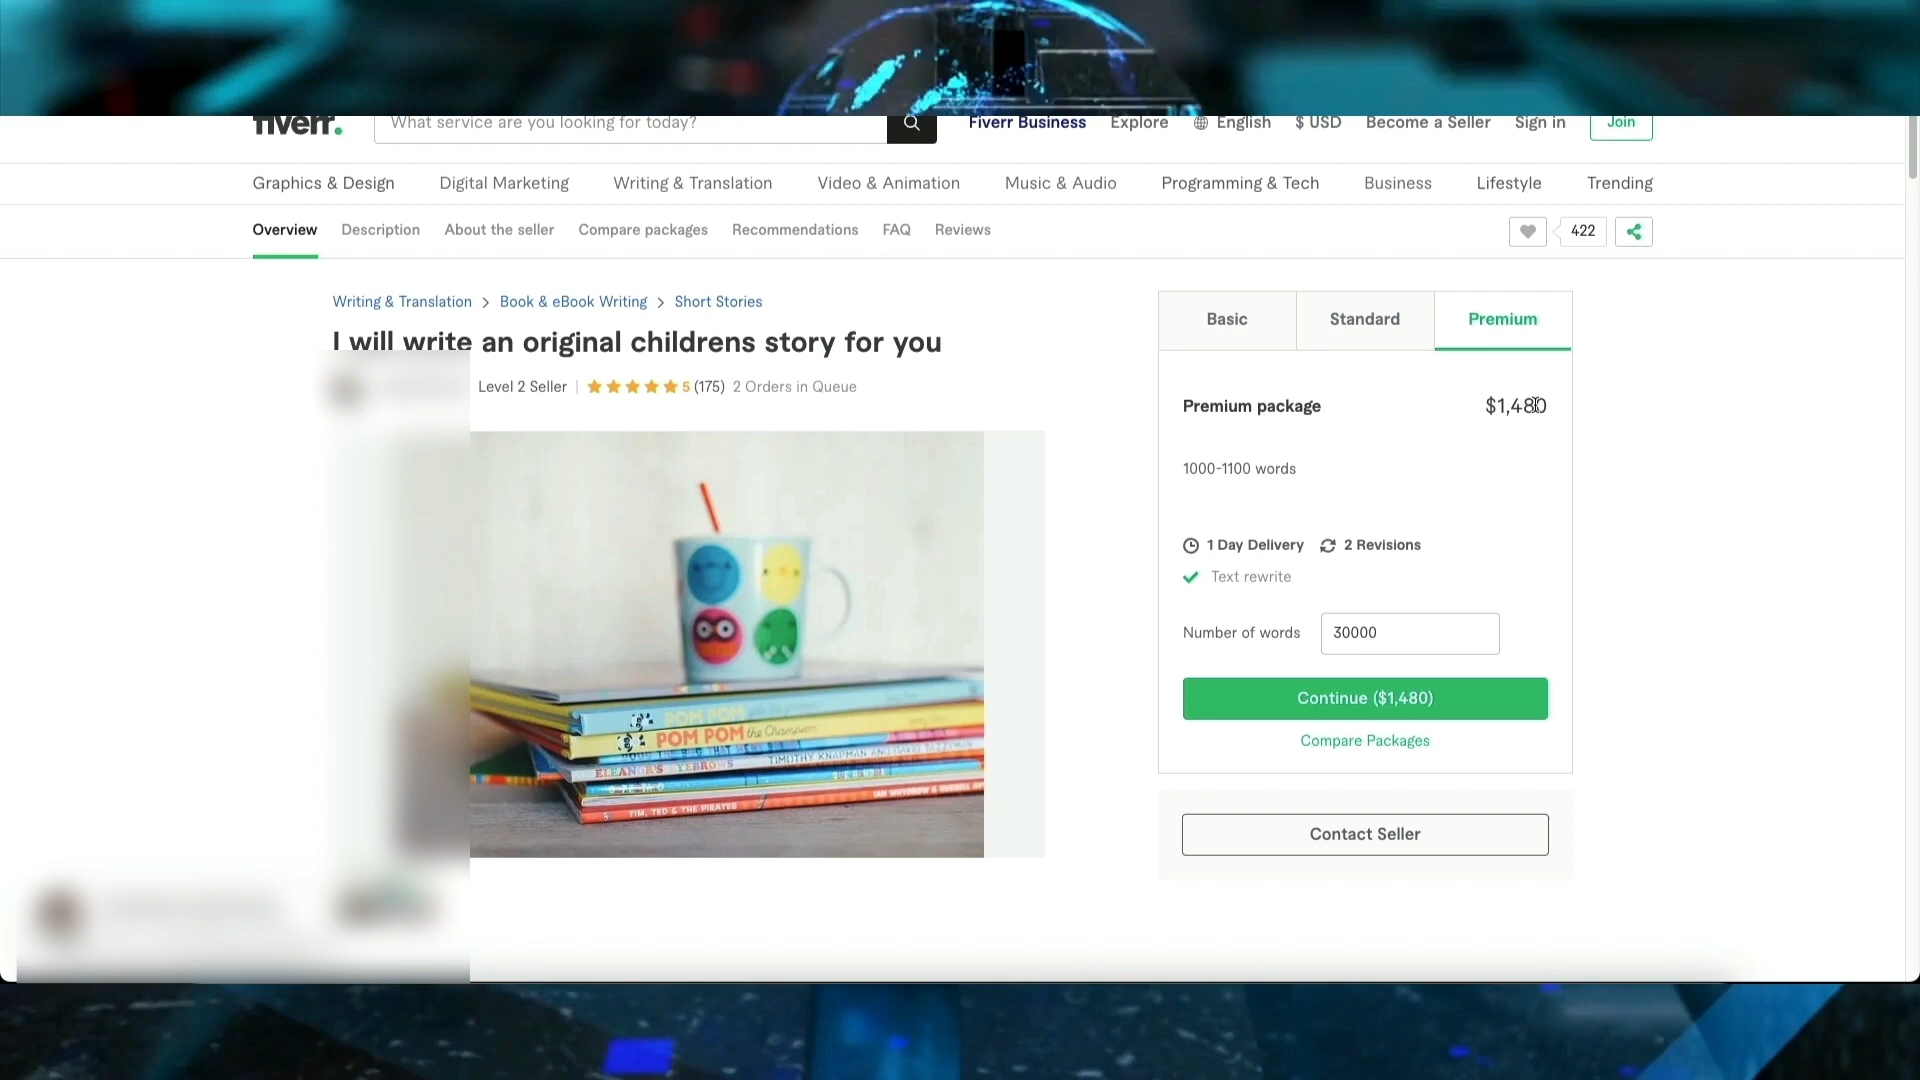 fiverr.
What service are you looking for today?
Fiverr Business
Explore
English
$ USD
Become a Seller
Sign in
Join
Graphics & Design
Digital Marketing
Writing & Translation
Video & Animation
Music & Audio
Programming & Tech
Business
Lifestyle
Trending
Overview
Description
About the seller
Compare packages
Recommendations
FAQ
Reviews
422
Writing & Translation > Book & eBook Writing > Short Stories
I will write an original childrens story for you
Level 2 Seller
5 (175)
2 Orders in Queue
POM POM
POM POM the Champion
ELEANOR'S EYEBROWS TIMOTHY KNAPMAN AND
TIM, TED & THE PIRATES
Basic
Standard
Premium
Premium package
$1,480
1000-1100 words
1 Day Delivery
2 Revisions
Text rewrite
Number of words
30000
Continue ($1,480)
Compare Packages
Contact Seller